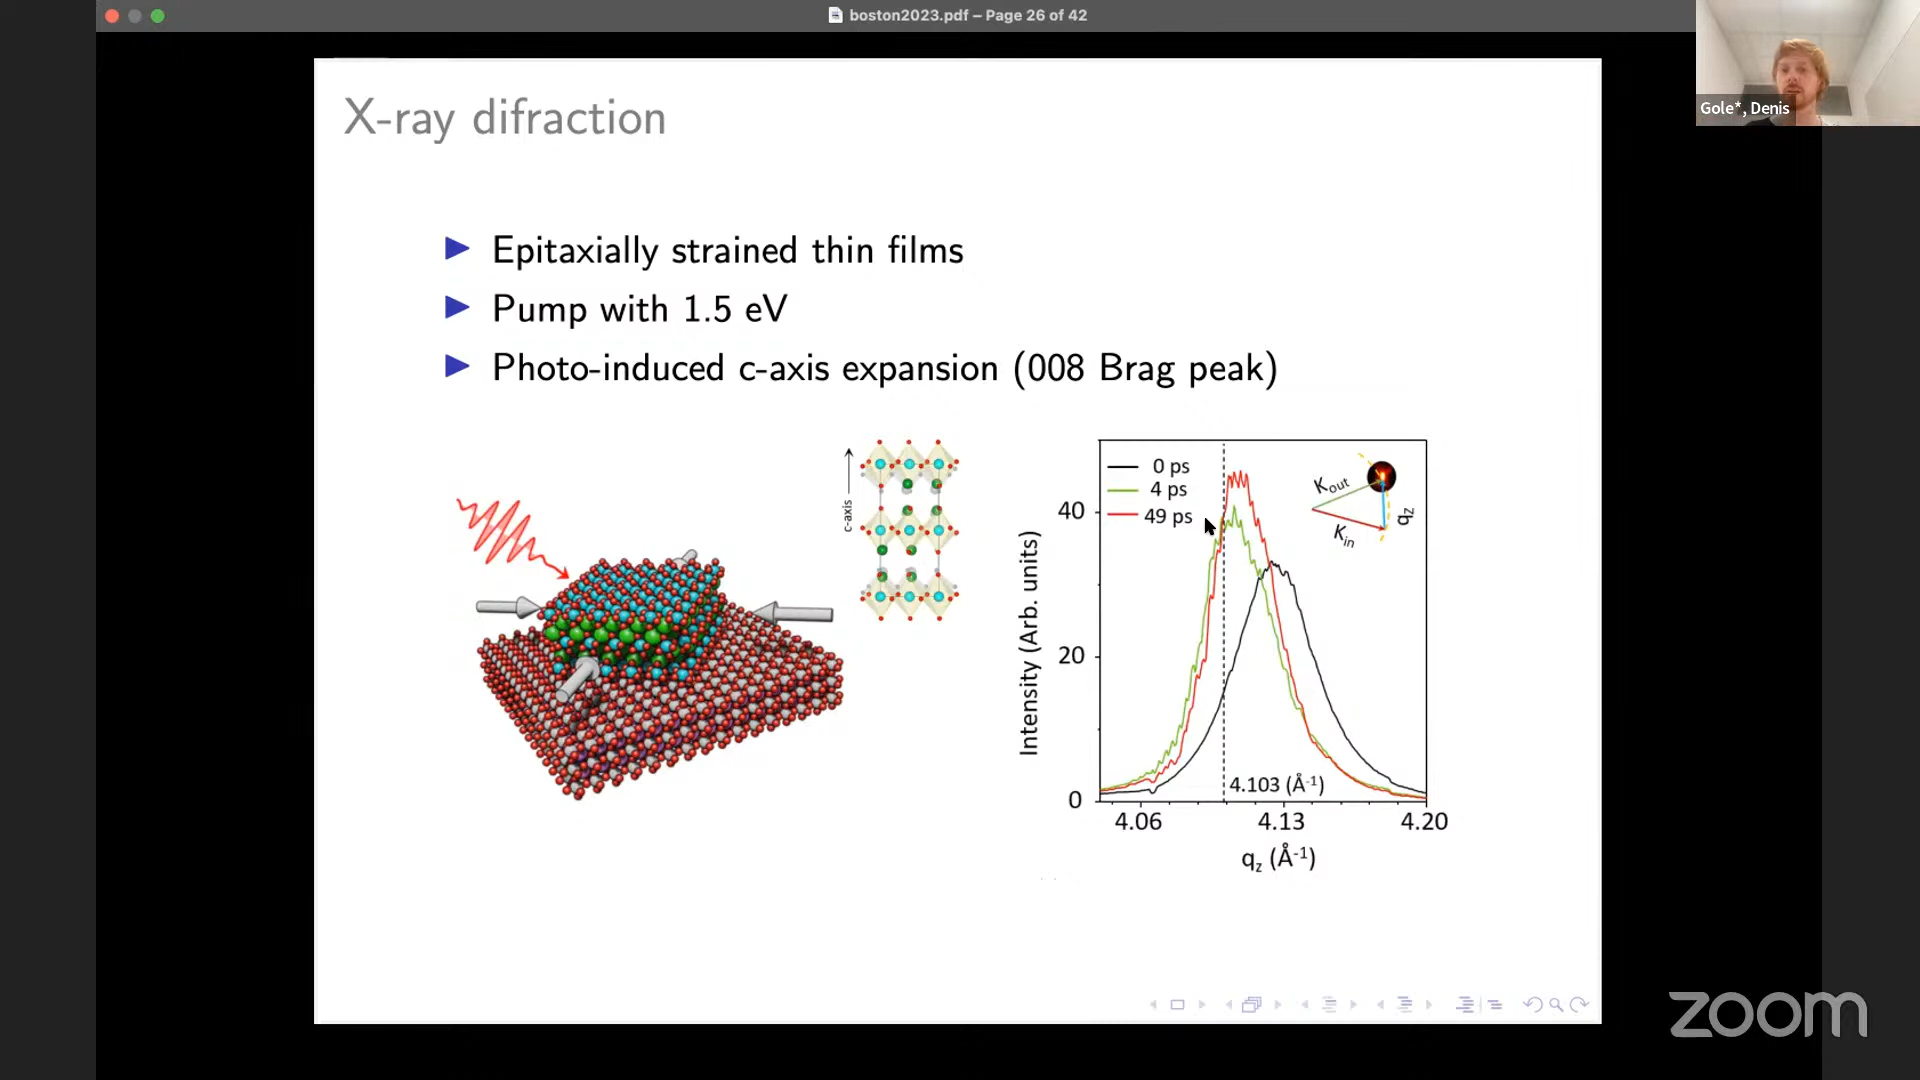 boston2023.pdf – Page 26 of 42
Gole*, Denis
X-ray difraction
Epitaxially strained thin films
Pump with 1.5 eV
Photo-induced c-axis expansion (008 Brag peak)
c-axis
0 ps
4 ps
49 ps
Kout
Kin
qz
Intensity (Arb. units)
40
20
0
4.103 (Å-1)
4.06
4.13
4.20
qz (Å-1)
zoom